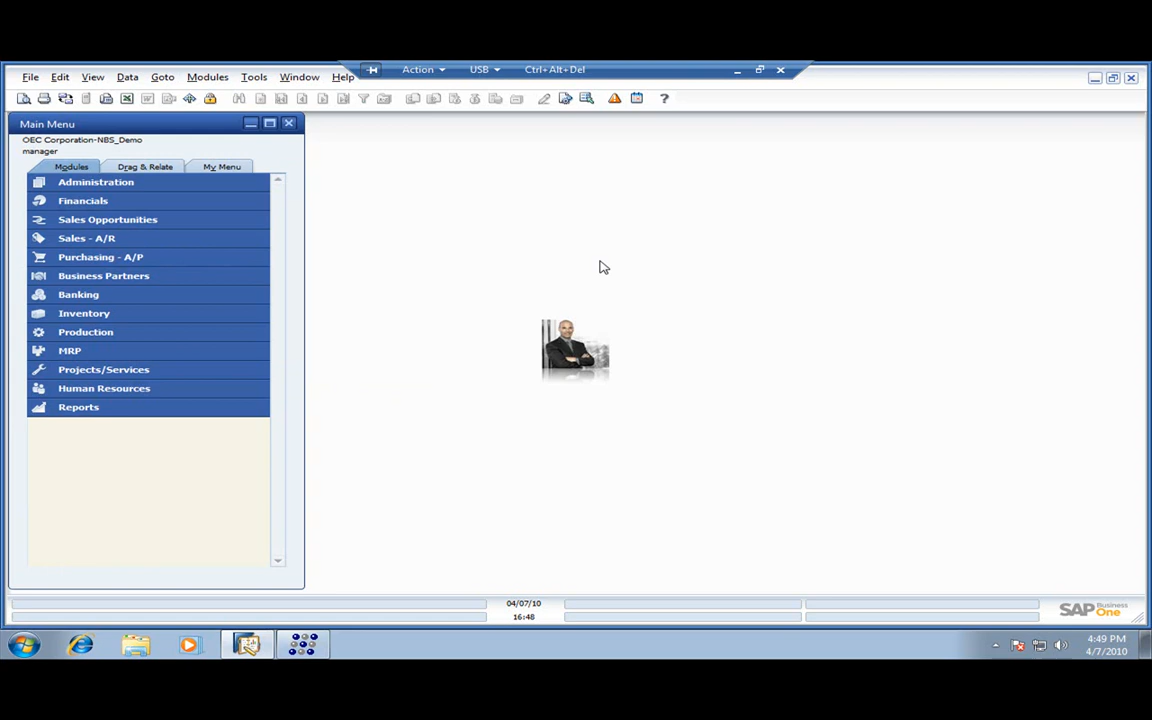 Action USB Ctrl+Alt+Del
File Edit View Data Goto Modules Tools Window Help
Main Menu
OEC Corporation-NBS_Demo
manager
Modules Drag & Relate My Menu
Administration
Financials
Sales Opportunities
Sales - A/R
Purchasing - A/P
Business Partners
Banking
Inventory
Production
MRP
Projects/Services
Human Resources
Reports
04/07/10
16:48
SAP Business One
4:49 PM
4/7/2010